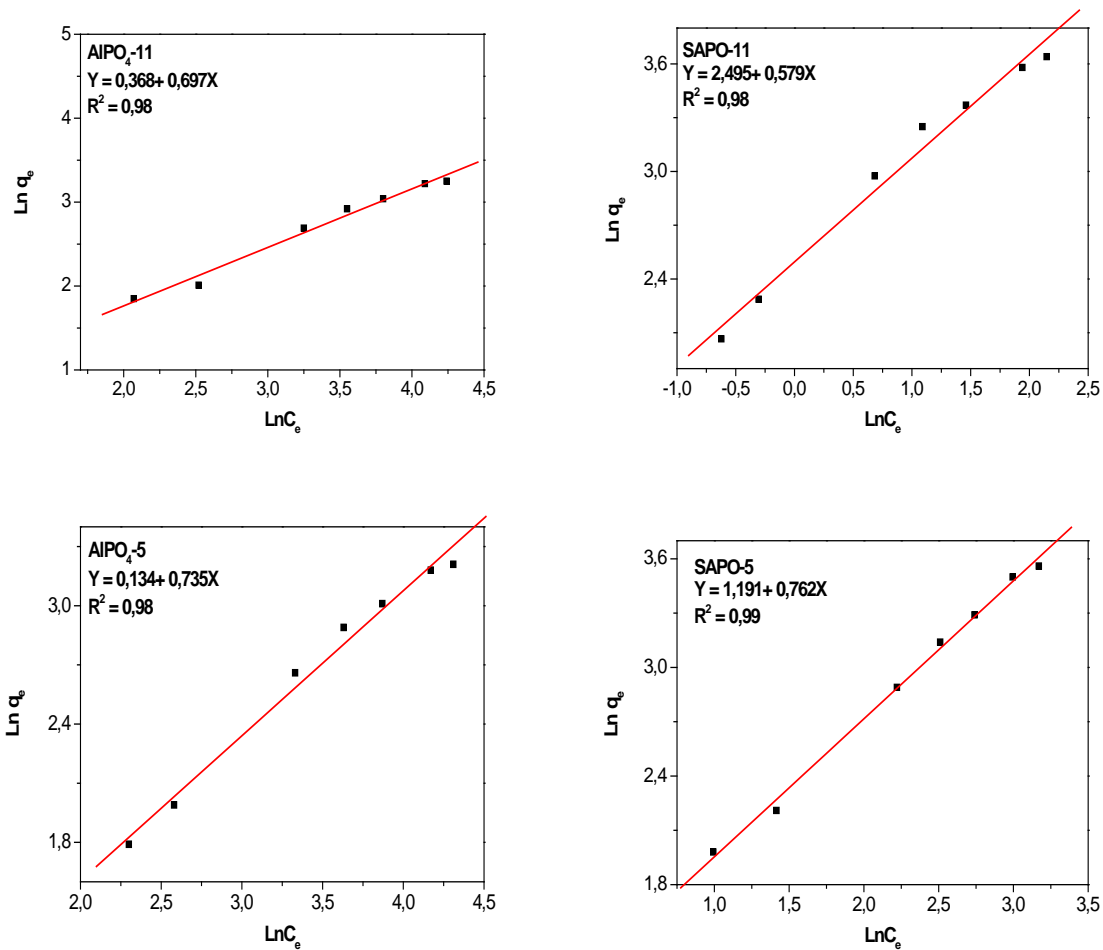 AlPO₄-11
Y = 0,368+ 0,697X
R² = 0,98
5
4
3
2
1
Ln qₑ
2,0 2,5 3,0 3,5 4,0 4,5
LnCₑ
SAPO-11
Y = 2,495+ 0,579X
R² = 0,98
3,6
3,0
2,4
Ln qₑ
-1,0 -0,5 0,0 0,5 1,0 1,5 2,0 2,5
LnCₑ
AlPO₄-5
Y = 0,134+ 0,735X
R² = 0,98
3,0
2,4
1,8
Ln qₑ
2,0 2,5 3,0 3,5 4,0 4,5
LnCₑ
SAPO-5
Y = 1,191+ 0,762X
R² = 0,99
3,6
3,0
2,4
1,8
Ln qₑ
1,0 1,5 2,0 2,5 3,0 3,5
LnCₑ